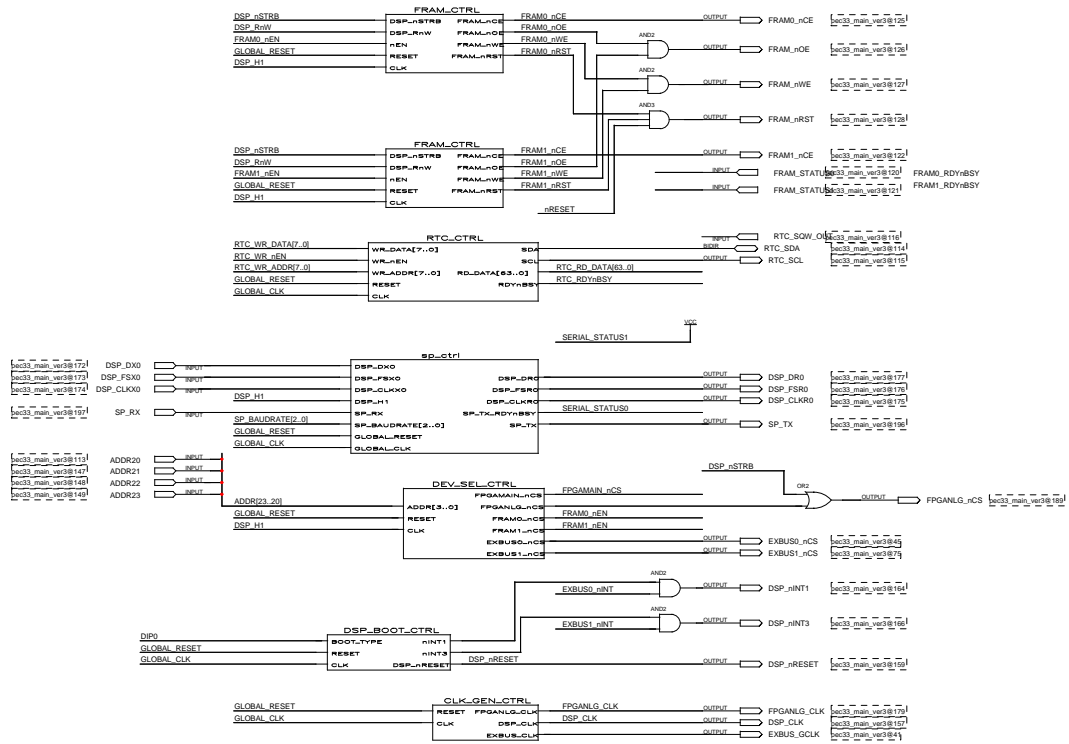 FRAM_CTRL
DSP_nSTRB DSP_nSTRB FRAM_nCE FRAM0_nCE OUTPUT FRAM0_nCE pec33_main_ver3@125
DSP_RnW DSP_RnW FRAM_nOE FRAM0_nOE
FRAM0_nEN nEN FRAM_nWE FRAM0_nWE AND2 OUTPUT FRAM_nOE pec33_main_ver3@126
GLOBAL_RESET RESET FRAM_nRST FRAM0_nRST
DSP_H1 CLK
AND2 OUTPUT FRAM_nWE pec33_main_ver3@127
AND3 OUTPUT FRAM_nRST pec33_main_ver3@128
FRAM_CTRL
DSP_nSTRB DSP_nSTRB FRAM_nCE FRAM1_nCE OUTPUT FRAM1_nCE pec33_main_ver3@122
DSP_RnW DSP_RnW FRAM_nOE FRAM1_nOE
FRAM1_nEN nEN FRAM_nWE FRAM1_nWE INPUT FRAM_STATUS pec33_main_ver3@120 FRAM0_RDYnBSY
GLOBAL_RESET RESET FRAM_nRST FRAM1_nRST INPUT FRAM_STATUS pec33_main_ver3@121 FRAM1_RDYnBSY
DSP_H1 CLK
nRESET
RTC_CTRL
INPUT RTC_SQW_OUT pec33_main_ver3@116
RTC_WR_DATA[7..0] WR_DATA[7..0] SDA BIDIR RTC_SDA pec33_main_ver3@114
RTC_WR_nEN WR_nEN SCL OUTPUT RTC_SCL pec33_main_ver3@115
RTC_WR_ADDR[7..0] WR_ADDR[7..0] RD_DATA[63..0] RTC_RD_DATA[63..0]
GLOBAL_RESET RESET RDYnBSY RTC_RDYnBSY
GLOBAL_CLK CLK
VCC
SERIAL_STATUS1
sp_ctrl
pec33_main_ver3@172 DSP_DX0 INPUT DSP_DX0
pec33_main_ver3@173 DSP_FSX0 INPUT DSP_FSX0 DSP_DR0 OUTPUT DSP_DR0 pec33_main_ver3@177
pec33_main_ver3@174 DSP_CLKX0 INPUT DSP_CLKX0 DSP_FSR0 OUTPUT DSP_FSR0 pec33_main_ver3@176
DSP_H1 DSP_H1 DSP_CLKR0 OUTPUT DSP_CLKR0 pec33_main_ver3@175
pec33_main_ver3@197 SP_RX INPUT SP_RX SP_TX_RDYnBSY SERIAL_STATUS0
SP_BAUDRATE[2..0] SP_BAUDRATE[2..0] SP_TX OUTPUT SP_TX pec33_main_ver3@196
GLOBAL_RESET GLOBAL_RESET
GLOBAL_CLK GLOBAL_CLK
pec33_main_ver3@113 ADDR20 INPUT
pec33_main_ver3@147 ADDR21 INPUT
pec33_main_ver3@148 ADDR22 INPUT
pec33_main_ver3@149 ADDR23 INPUT
DSP_nSTRB
DEV_SEL_CTRL
FPGAMAIN_nCS FPGAMAIN_nCS OR2
ADDR[23..20] ADDR[3..0] FPGANLG_nCS OUTPUT FPGANLG_nCS pec33_main_ver3@189
GLOBAL_RESET RESET FRAM0_nCS FRAM0_nEN
DSP_H1 CLK FRAM1_nCS FRAM1_nEN
EXBUS0_nCS OUTPUT EXBUS0_nCS pec33_main_ver3@45
EXBUS1_nCS OUTPUT EXBUS1_nCS pec33_main_ver3@75
AND2
EXBUS0_nINT OUTPUT DSP_nINT1 pec33_main_ver3@164
AND2
EXBUS1_nINT OUTPUT DSP_nINT3 pec33_main_ver3@166
DSP_BOOT_CTRL
DIP0 BOOT_TYPE nINT1
GLOBAL_RESET RESET nINT3
GLOBAL_CLK CLK DSP_nRESET DSP_nRESET OUTPUT DSP_nRESET pec33_main_ver3@159
CLK_GEN_CTRL
GLOBAL_RESET RESET FPGANLG_CLK FPGANLG_CLK OUTPUT FPGANLG_CLK pec33_main_ver3@179
GLOBAL_CLK CLK DSP_CLK DSP_CLK OUTPUT DSP_CLK pec33_main_ver3@157
EXBUS_CLK OUTPUT EXBUS_GCLK pec33_main_ver3@41